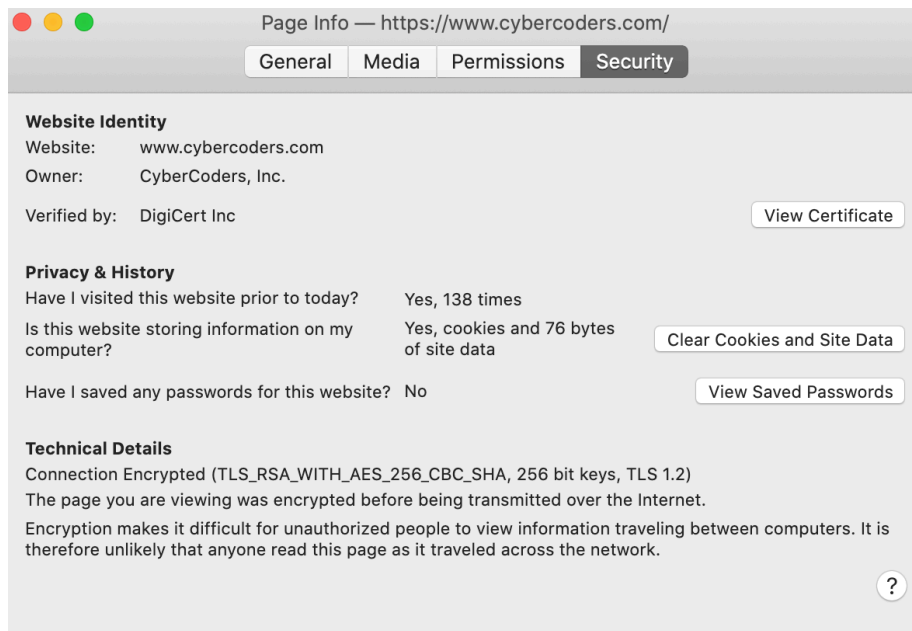 Page Info — https://www.cybercoders.com/
General Media Permissions Security
Website Identity
Website: www.cybercoders.com
Owner: CyberCoders, Inc.
Verified by: DigiCert Inc View Certificate
Privacy & History
Have I visited this website prior to today? Yes, 138 times
Is this website storing information on my
computer?
Yes, cookies and 76 bytes
of site data
Clear Cookies and Site Data
Have I saved any passwords for this website? No View Saved Passwords
Technical Details
Connection Encrypted (TLS_RSA_WITH_AES_256_CBC_SHA, 256 bit keys, TLS 1.2)
The page you are viewing was encrypted before being transmitted over the Internet.
Encryption makes it difficult for unauthorized people to view information traveling between computers. It is
therefore unlikely that anyone read this page as it traveled across the network.
?